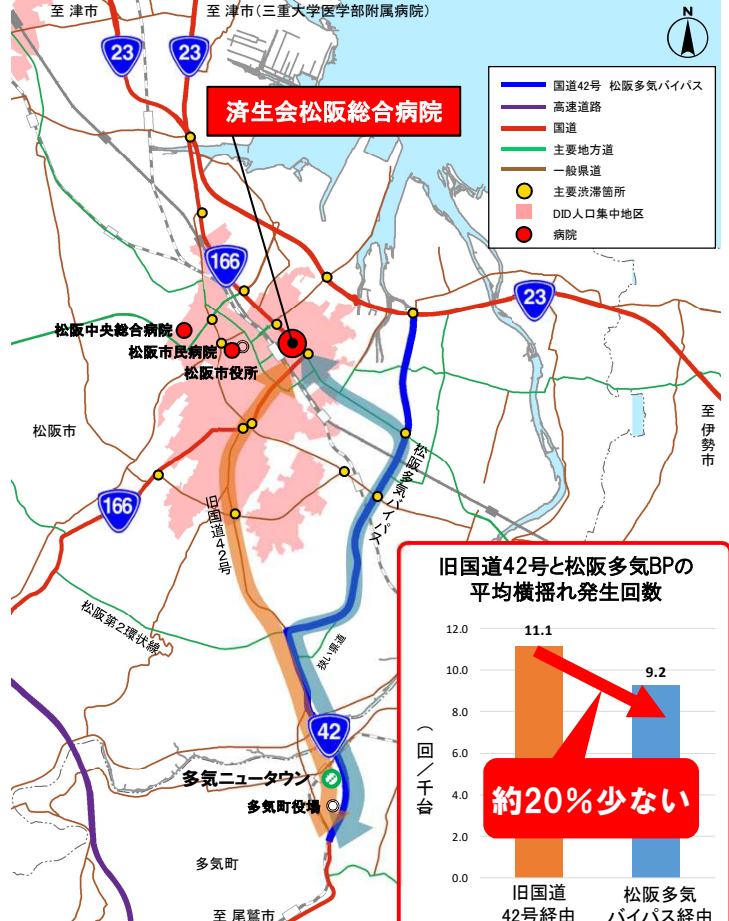 至 津市
至 津市(三重大学医学部附属病院)
N
23
23
済生会松阪総合病院
国道42号 松阪多気バイパス
高速道路
国道
主要地方道
一般県道
主要渋滞箇所
DID人口集中地区
病院
166
23
松阪中央総合病院
松阪市民病院
松阪市役所
松阪市
至 伊勢市
松阪多気バイパス
166
旧国道42号
松阪第2環状線
狭い県道
42
多気ニュータウン
多気町役場
多気町
至 尾鷲市
旧国道42号と松阪多気BPの
平均横揺れ発生回数
12.0
11.1
10.0
9.2
8.0
6.0
4.0
2.0
0.0
(回/千台)
約20%少ない
旧国道
42号経由
松阪多気
バイパス経由